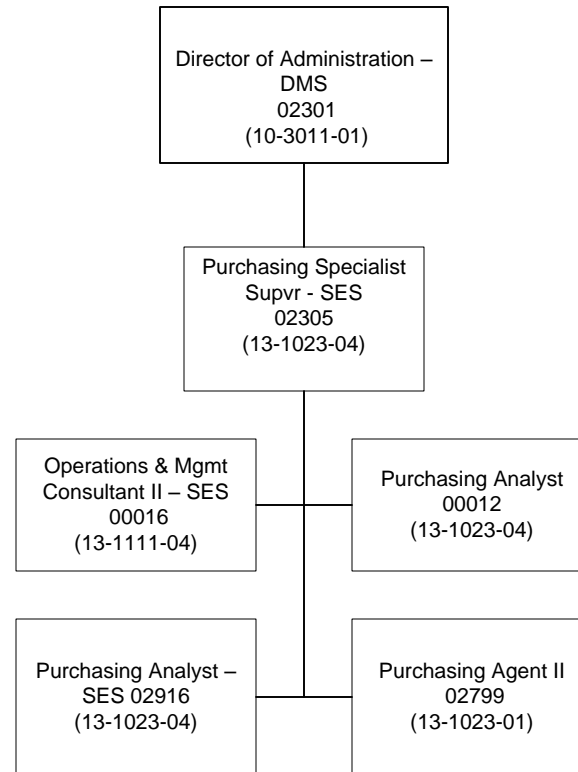 Director of Administration –
DMS
02301
(10-3011-01)
Purchasing Specialist
Supvr - SES
02305
(13-1023-04)
Operations & Mgmt
Consultant II – SES
00016
(13-1111-04)
Purchasing Analyst
00012
(13-1023-04)
Purchasing Analyst –
SES 02916
(13-1023-04)
Purchasing Agent II
02799
(13-1023-01)